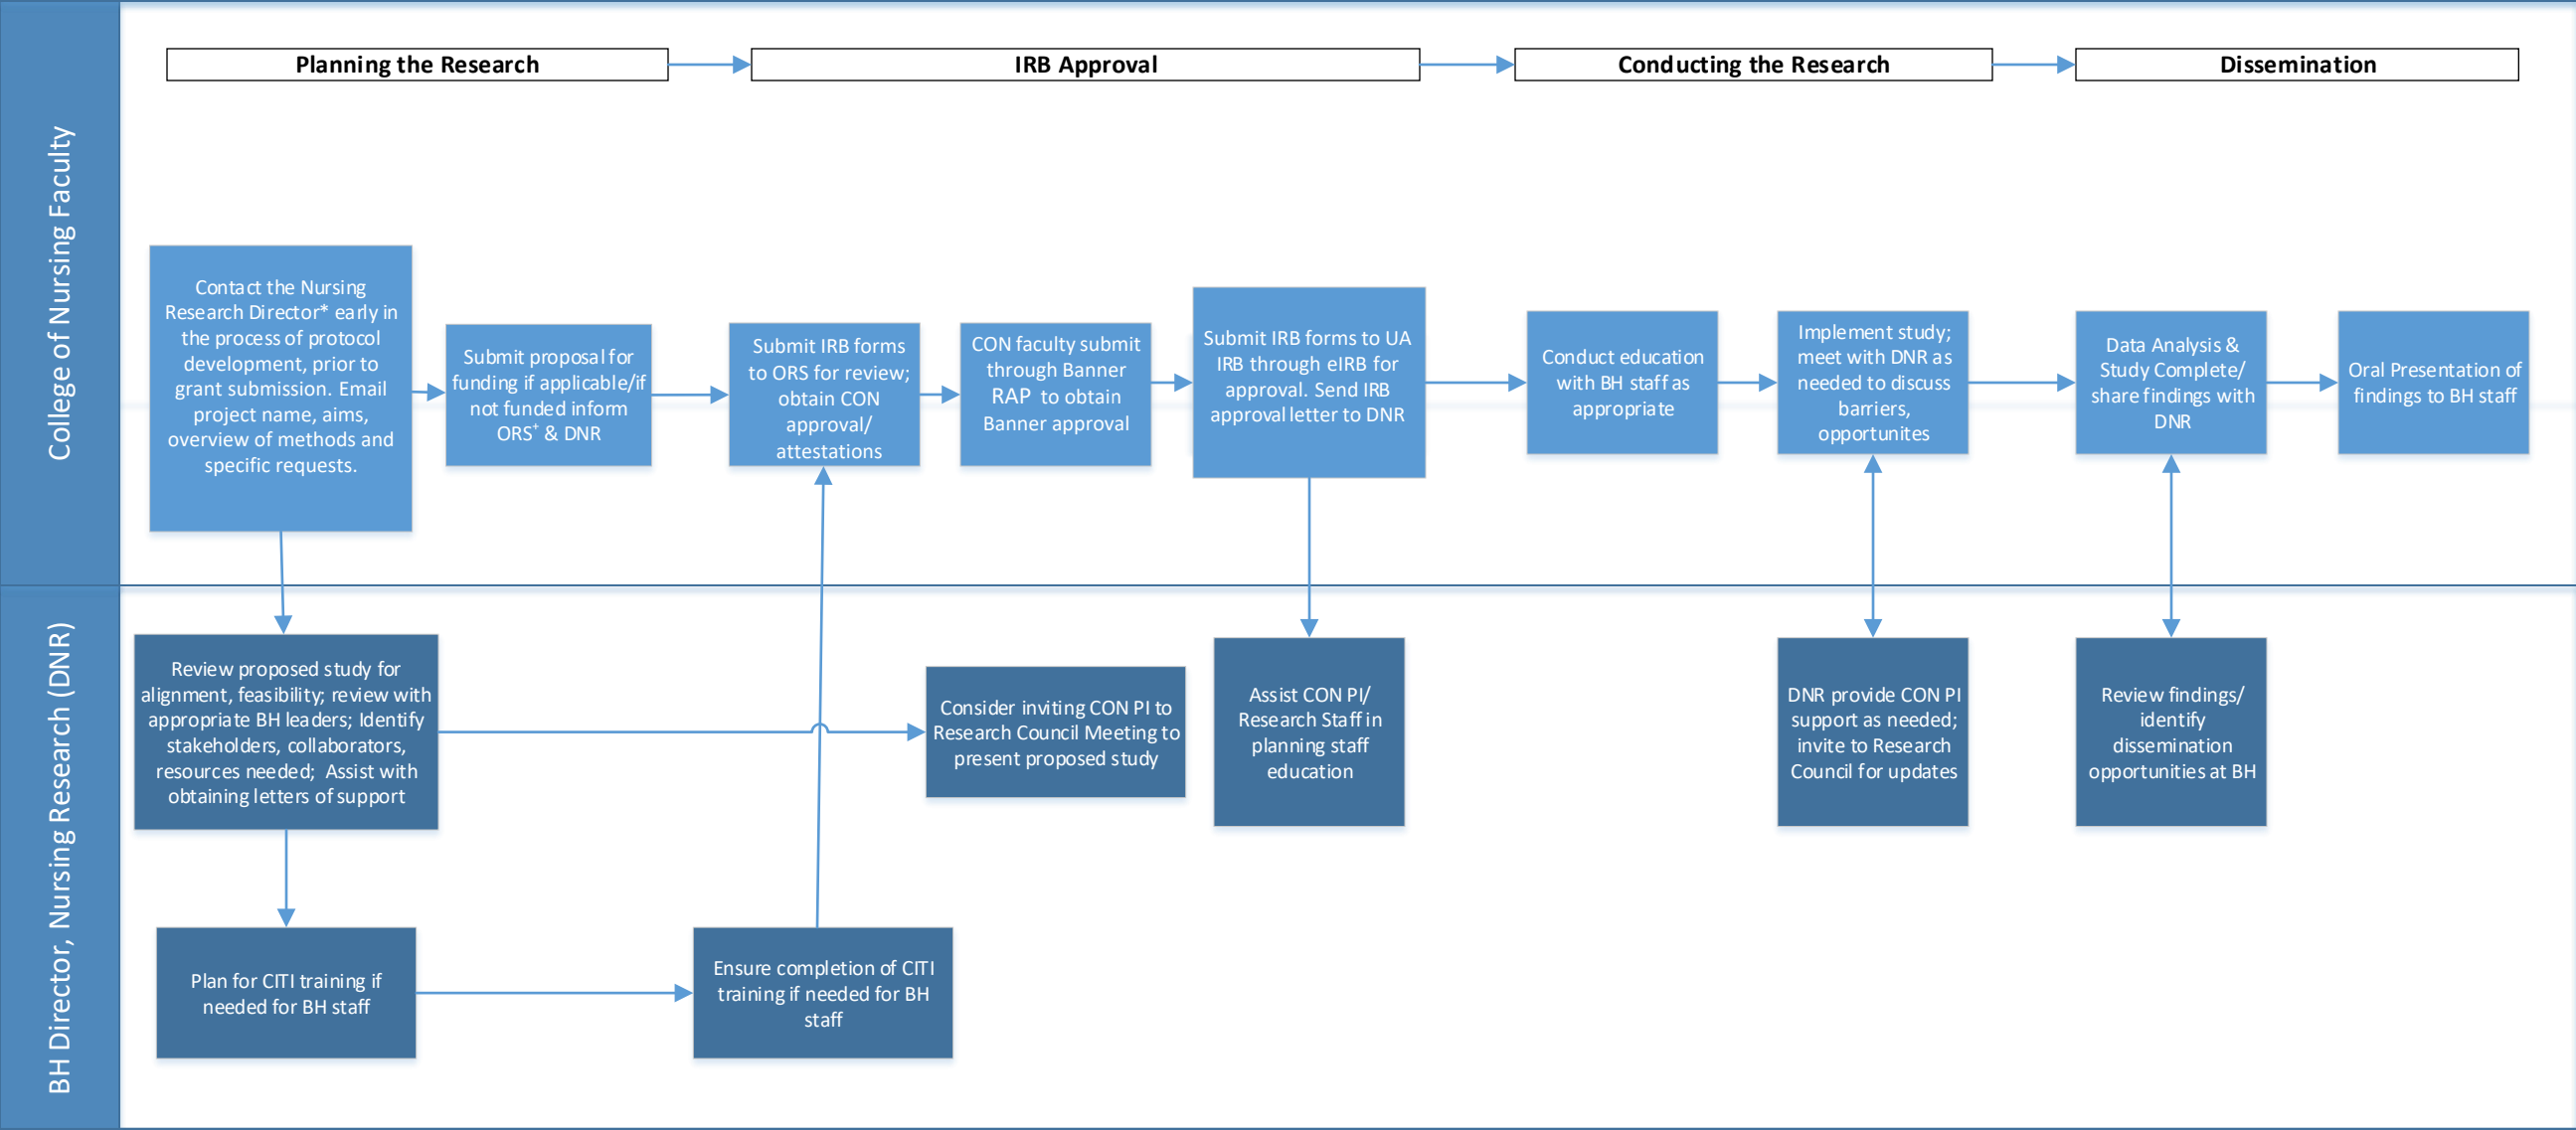 College of Nursing Faculty
Planning the Research
IRB Approval
Conducting the Research
Dissemination
Contact the Nursing
Research Director* early in
the process of protocol
development, prior to
grant submission. Email
project name, aims,
overview of methods and
specific requests.
Submit proposal for
funding if applicable/if
not funded inform
ORS⁺ & DNR
Submit IRB forms
to ORS for review;
obtain CON
approval/
attestations
CON faculty submit
through Banner
RAP to obtain
Banner approval
Submit IRB forms to UA
IRB through eIRB for
approval. Send IRB
approval letter to DNR
Conduct education
with BH staff as
appropriate
Implement study;
meet with DNR as
needed to discuss
barriers,
opportunites
Data Analysis &
Study Complete/
share findings with
DNR
Oral Presentation of
findings to BH staff
BH Director, Nursing Research (DNR)
Review proposed study for
alignment, feasibility; review with
appropriate BH leaders; Identify
stakeholders, collaborators,
resources needed; Assist with
obtaining letters of support
Consider inviting CON PI to
Research Council Meeting to
present proposed study
Assist CON PI/
Research Staff in
planning staff
education
DNR provide CON PI
support as needed;
invite to Research
Council for updates
Review findings/
identify
dissemination
opportunities at BH
Plan for CITI training if
needed for BH staff
Ensure completion of CITI
training if needed for BH
staff